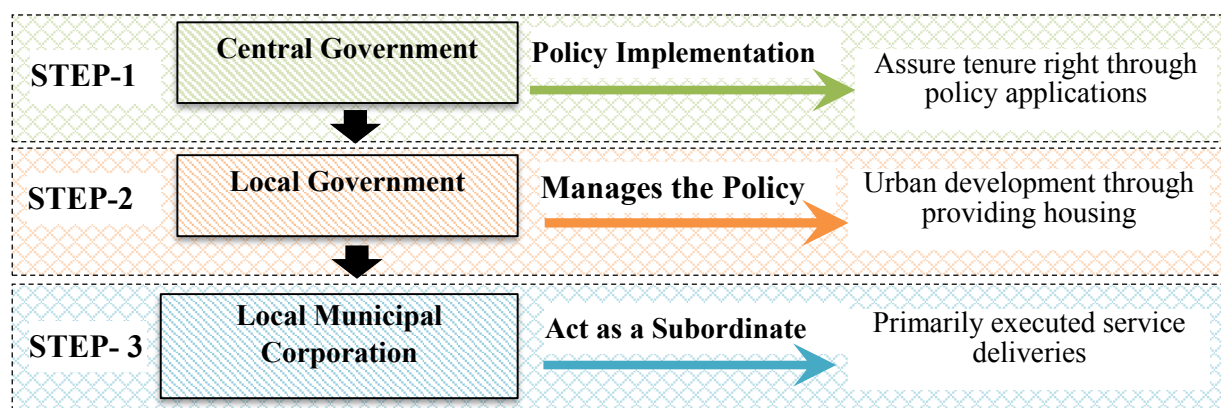 STEP-1
Central Government
Policy Implementation
Assure tenure right through
policy applications
STEP-2
Local Government
Manages the Policy
Urban development through
providing housing
STEP- 3
Local Municipal
Corporation
Act as a Subordinate
Primarily executed service
deliveries